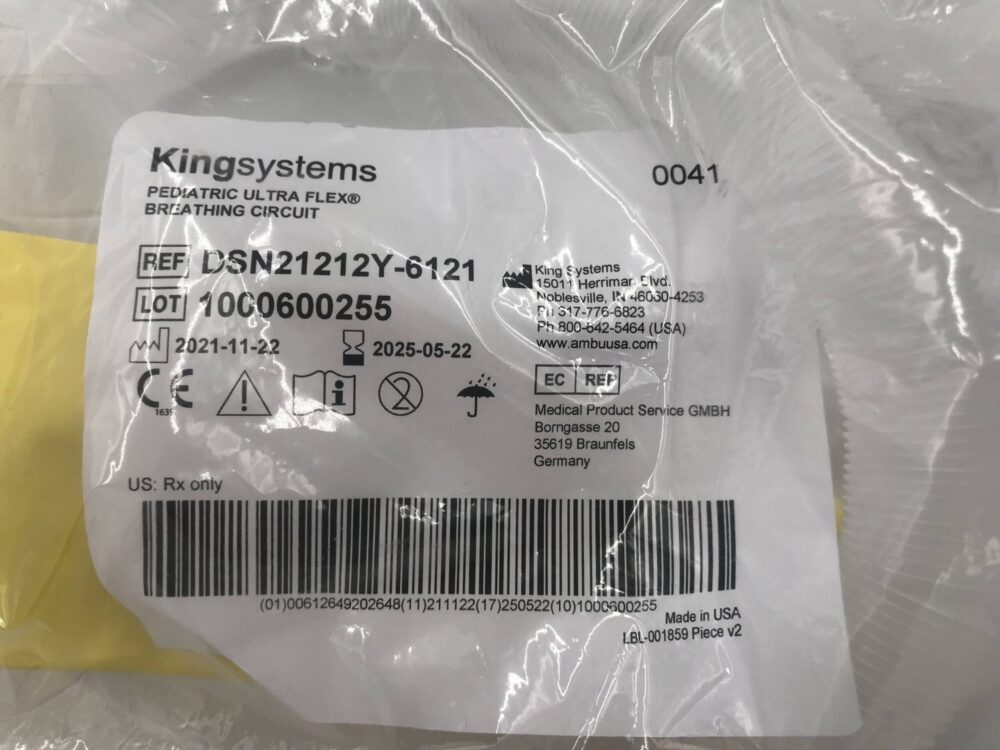 Kingsystems
0041
PEDIATRIC ULTRA FLEX®
BREATHING CIRCUIT
REF DSN21212Y-6121
LOT 1000600255
2021-11-22 2025-05-22
CE
1639
i
2
King Systems
15011 Herriman Blvd.
Noblesville, IN 46060-4253
Ph 317-776-6823
Ph 800-642-5464 (USA)
www.ambuusa.com
EC REP
Medical Product Service GMBH
Borngasse 20
35619 Braunfels
Germany
US: Rx only
(01)00612649202648(11)211122(17)250522(10)1000600255
Made in USA
LBL-001859 Piece v2